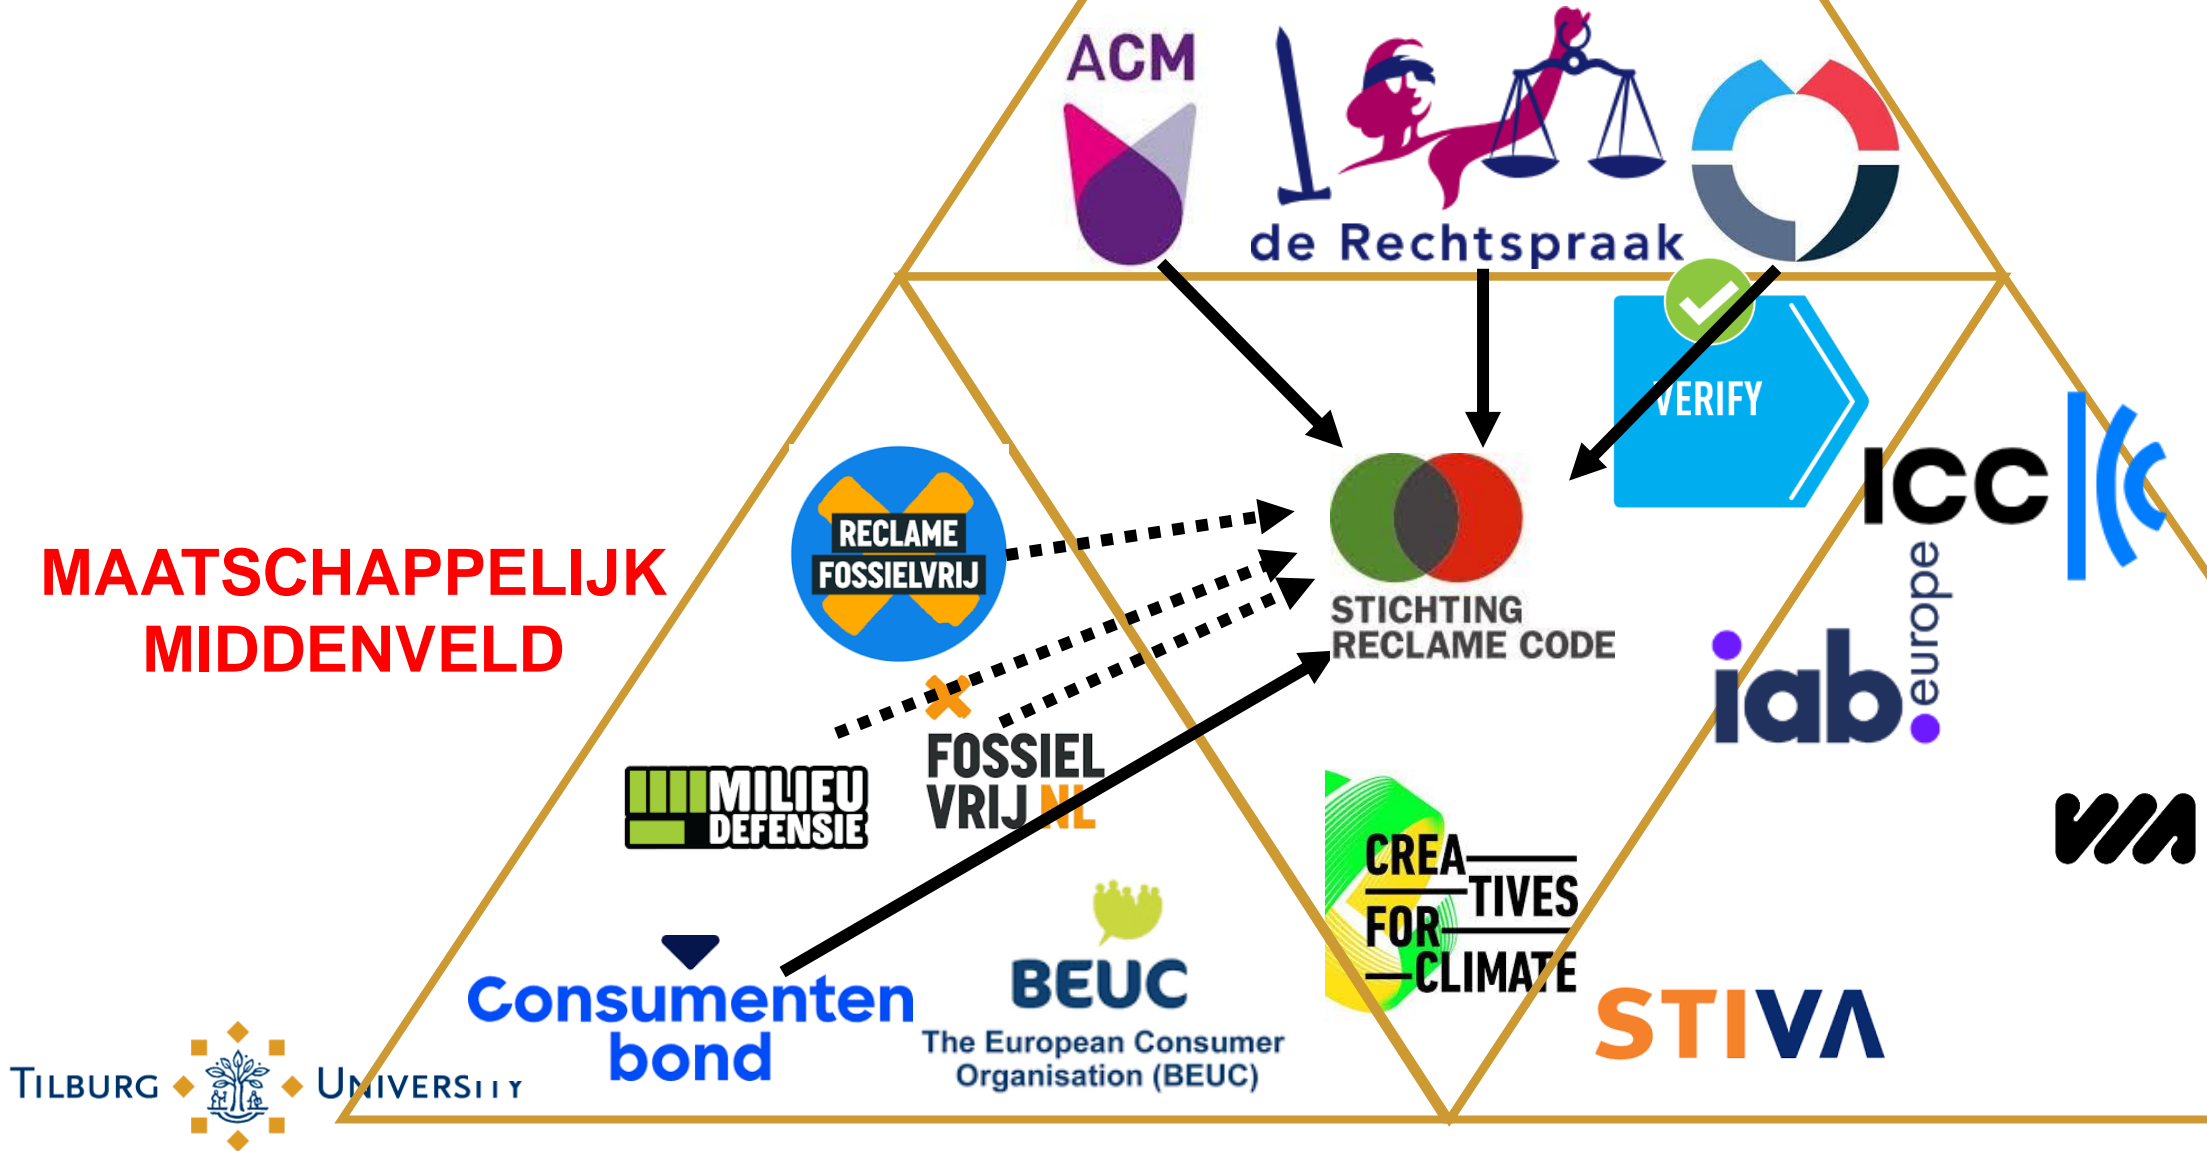 ACM
de Rechtspraak
VERIFY
ICC
RECLAME
FOSSIELVRIJ
MAATSCHAPPELIJK
MIDDENVELD
STICHTING
RECLAME CODE
iab.
europe
MILIEU
DEFENSIE
FOSSIEL
VRIJ NL
VIA
CREA
TIVES
FOR
CLIMATE
Consumenten
bond
BEUC
The European Consumer
Organisation (BEUC)
STIVA
TILBURG UNIVERSITY